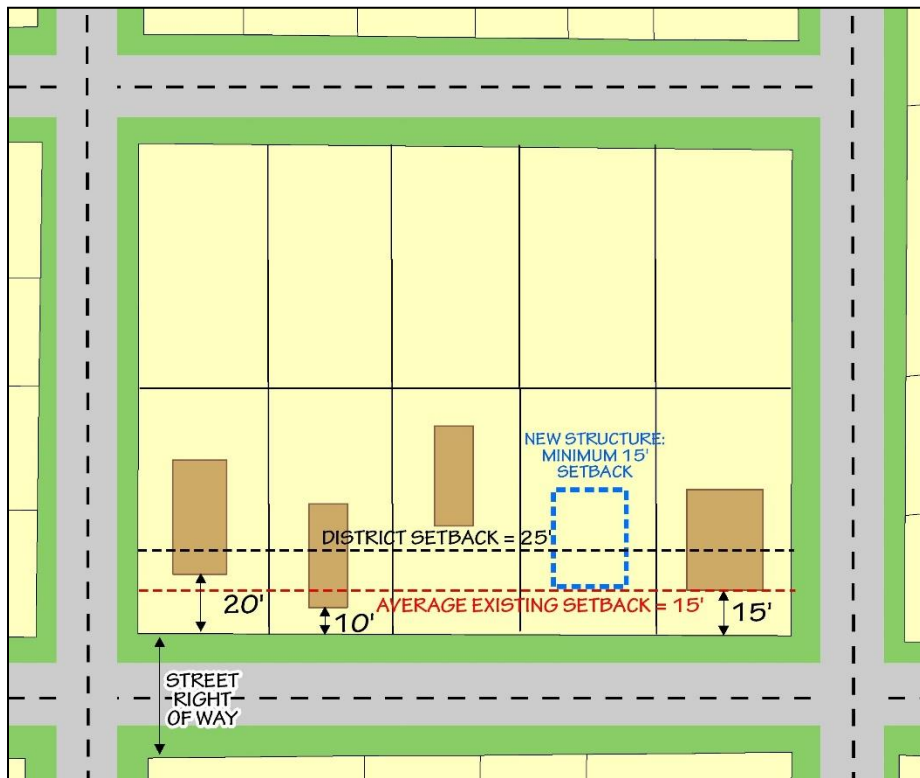 NEW STRUCTURE:
MINIMUM 15'
SETBACK
DISTRICT SETBACK = 25'
20'
10'
AVERAGE EXISTING SETBACK = 15'
15'
STREET
RIGHT
OF WAY